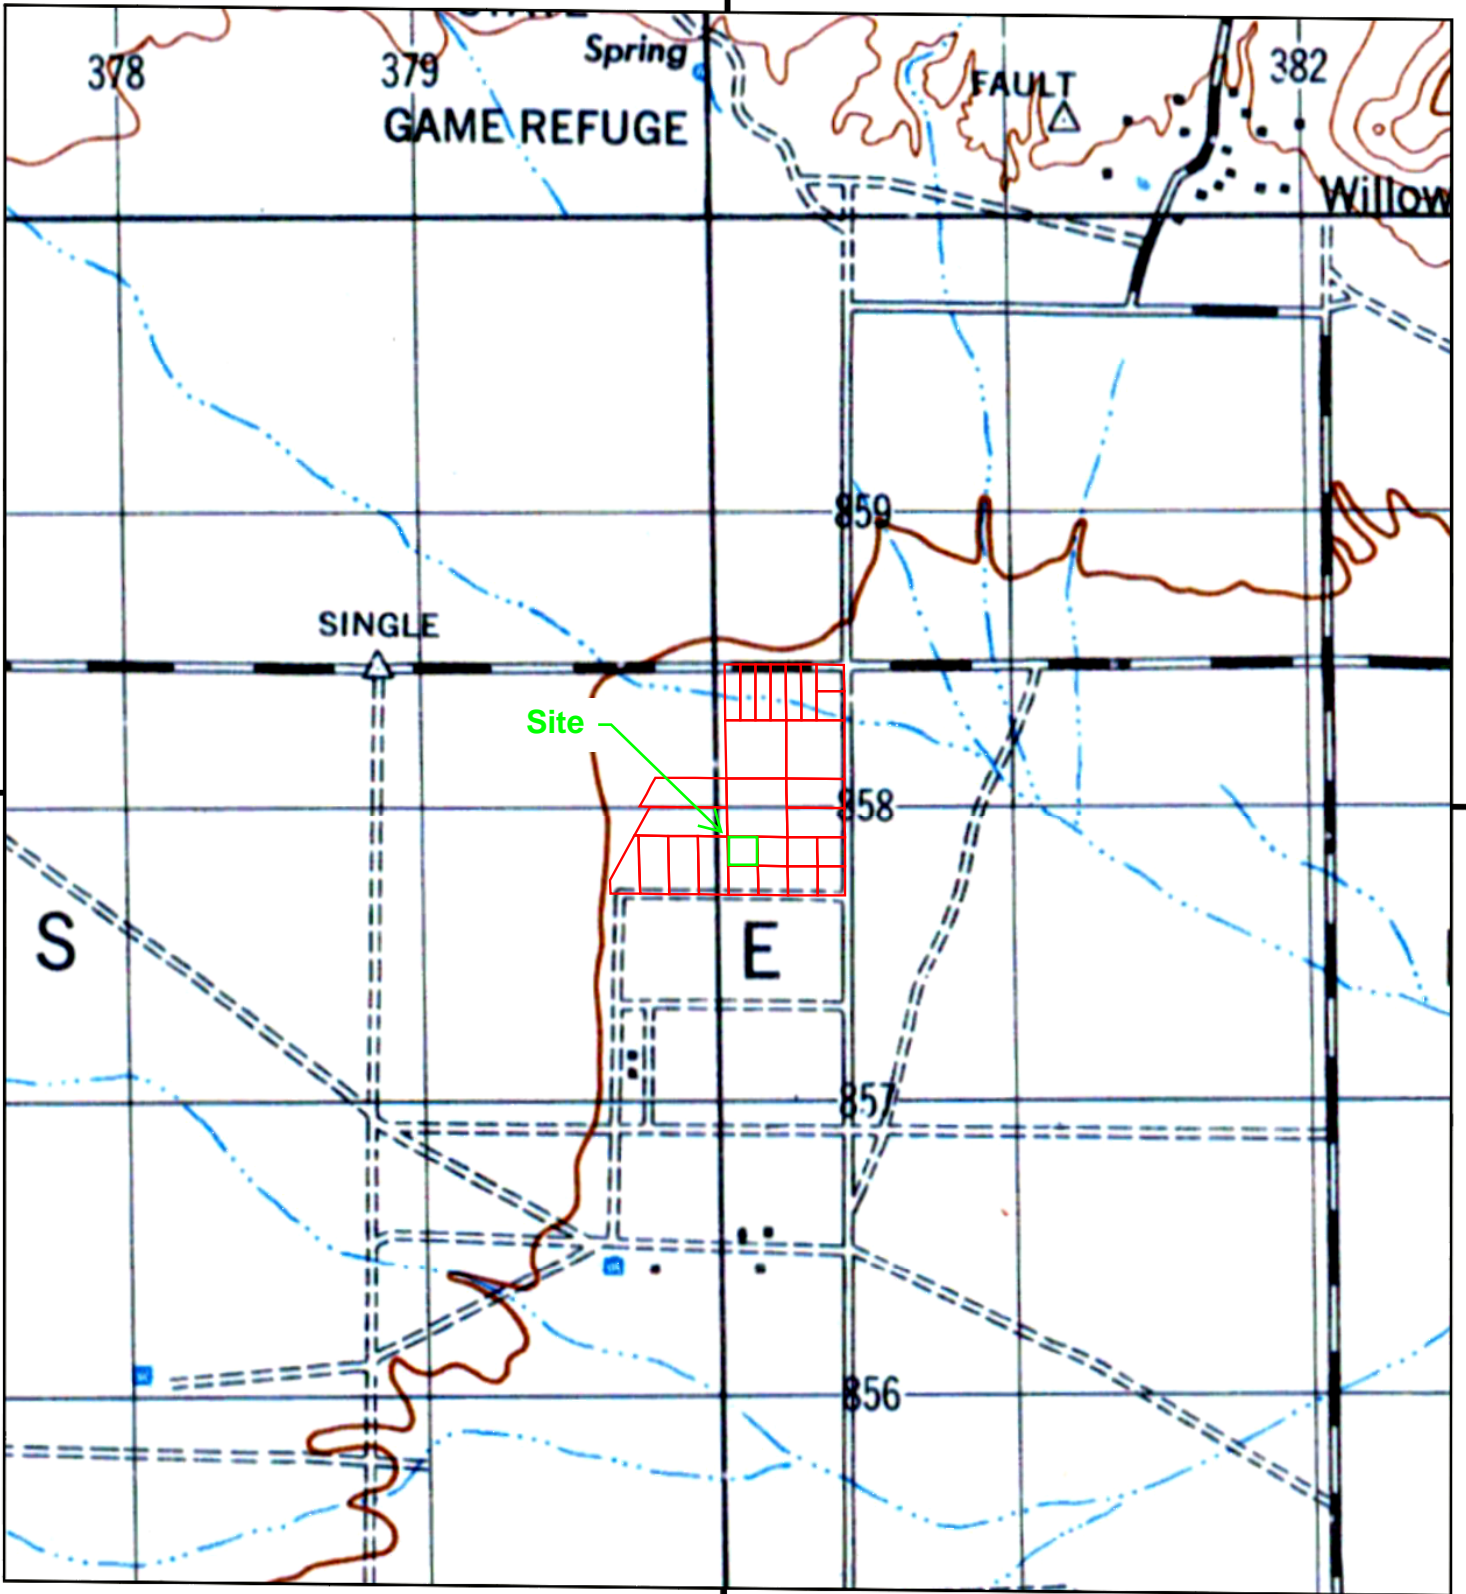 Spring
378
379
382
FAULT
GAME REFUGE
Willow
859
SINGLE
Site
858
S
E
857
856